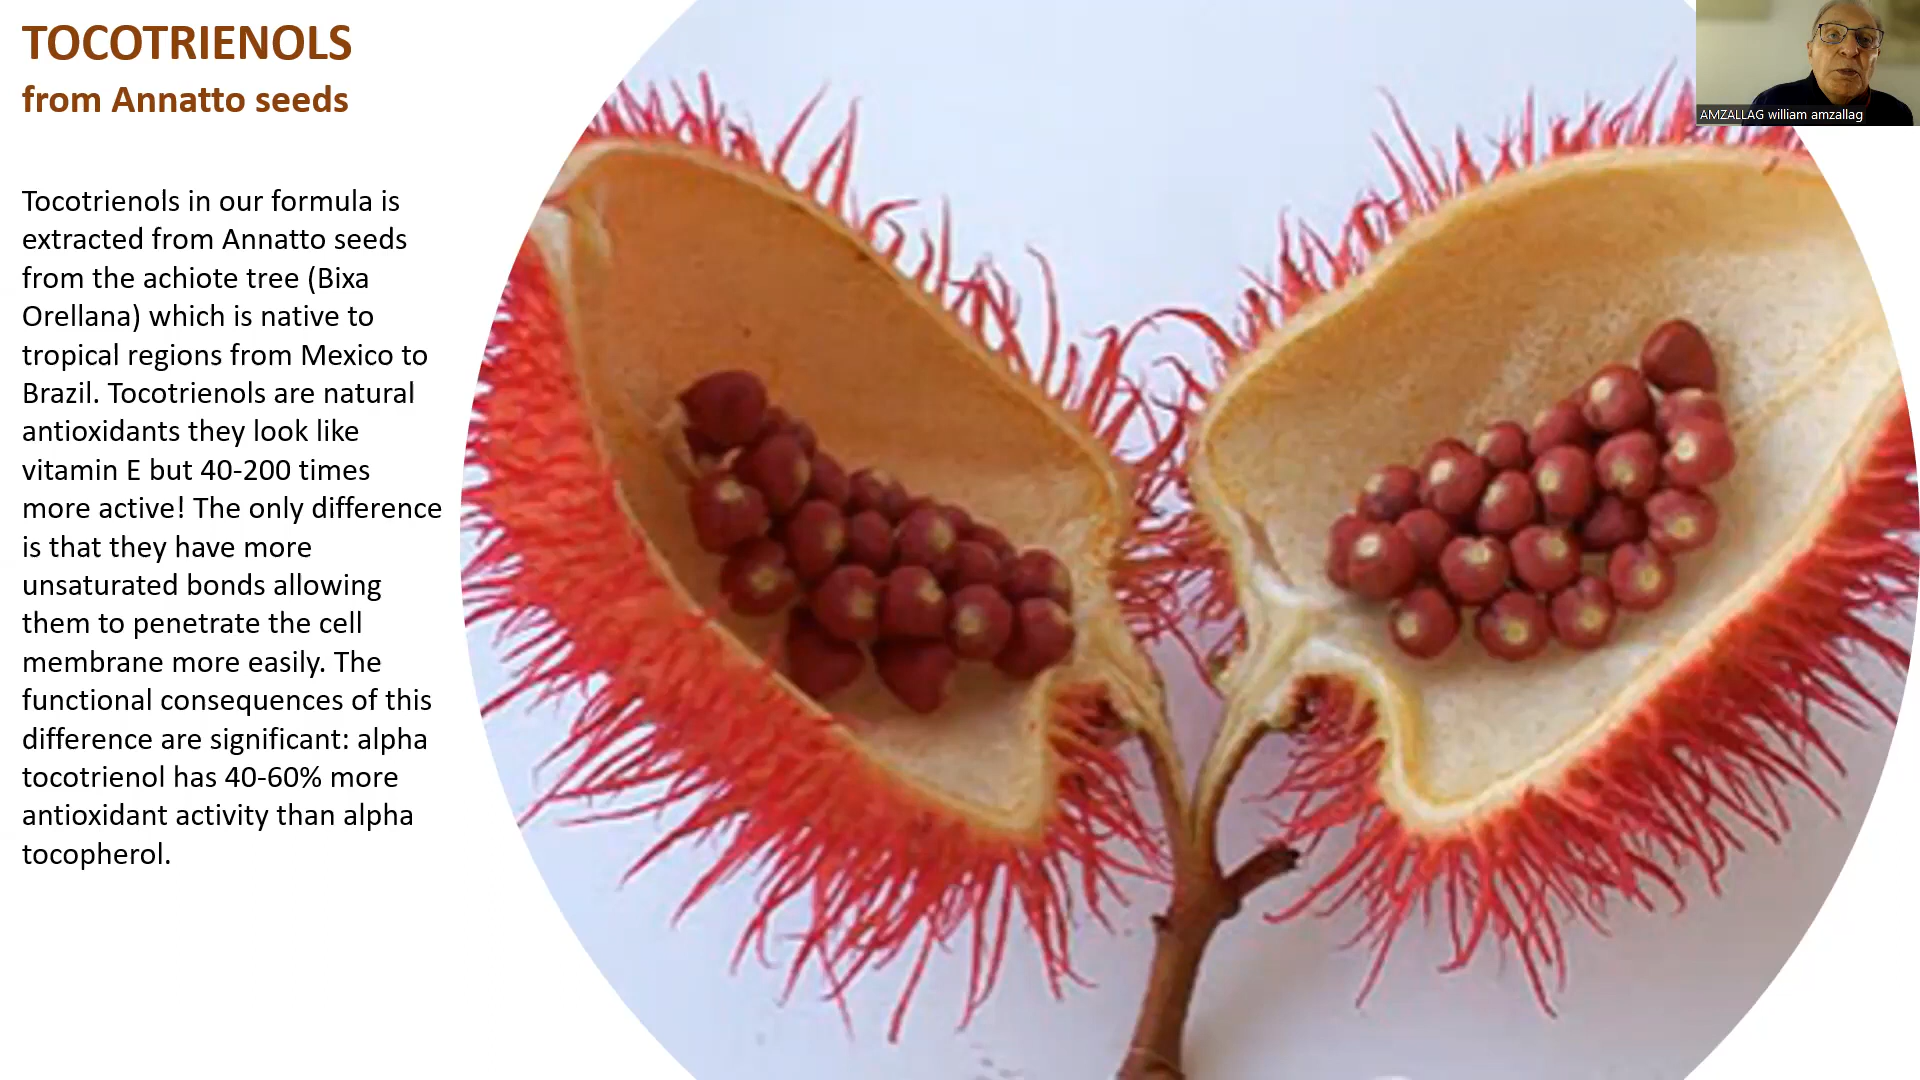 TOCOTRIENOLS
from Annatto seeds
AMZALLAG william amzallag
Tocotrienols in our formula is
extracted from Annatto seeds
from the achiote tree (Bixa
Orellana) which is native to
tropical regions from Mexico to
Brazil. Tocotrienols are natural
antioxidants they look like
vitamin E but 40-200 times
more active! The only difference
is that they have more
unsaturated bonds allowing
them to penetrate the cell
membrane more easily. The
functional consequences of this
difference are significant: alpha
tocotrienol has 40-60% more
antioxidant activity than alpha
tocopherol.